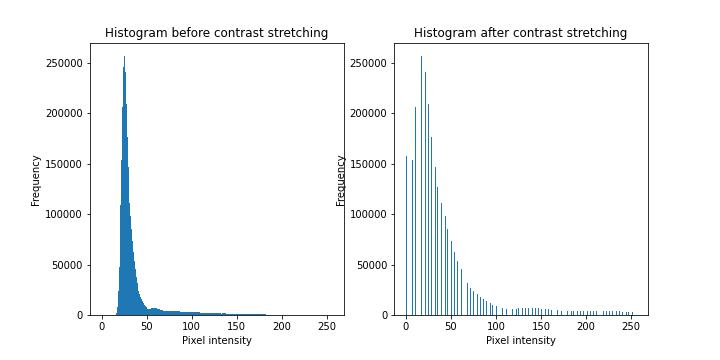 Histogram before contrast stretching
250000
200000
150000
100000
50000
0
Frequency
0 50 100 150 200 250
Pixel intensity
Histogram after contrast stretching
250000
200000
150000
100000
50000
0
Frequency
0 50 100 150 200 250
Pixel intensity